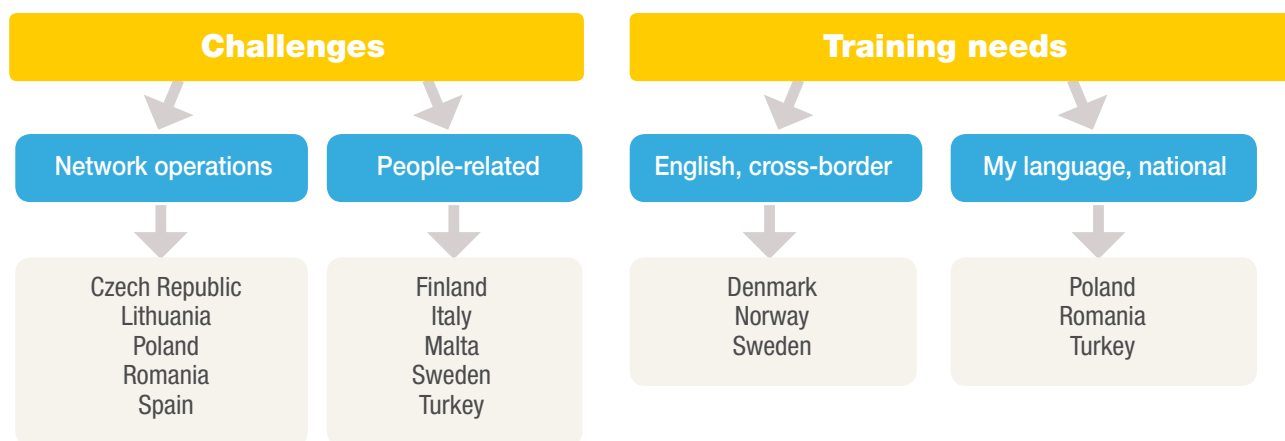 Challenges
Network operations
People-related
Czech Republic
Lithuania
Poland
Romania
Spain
Finland
Italy
Malta
Sweden
Turkey
Training needs
English, cross-border
My language, national
Denmark
Norway
Sweden
Poland
Romania
Turkey